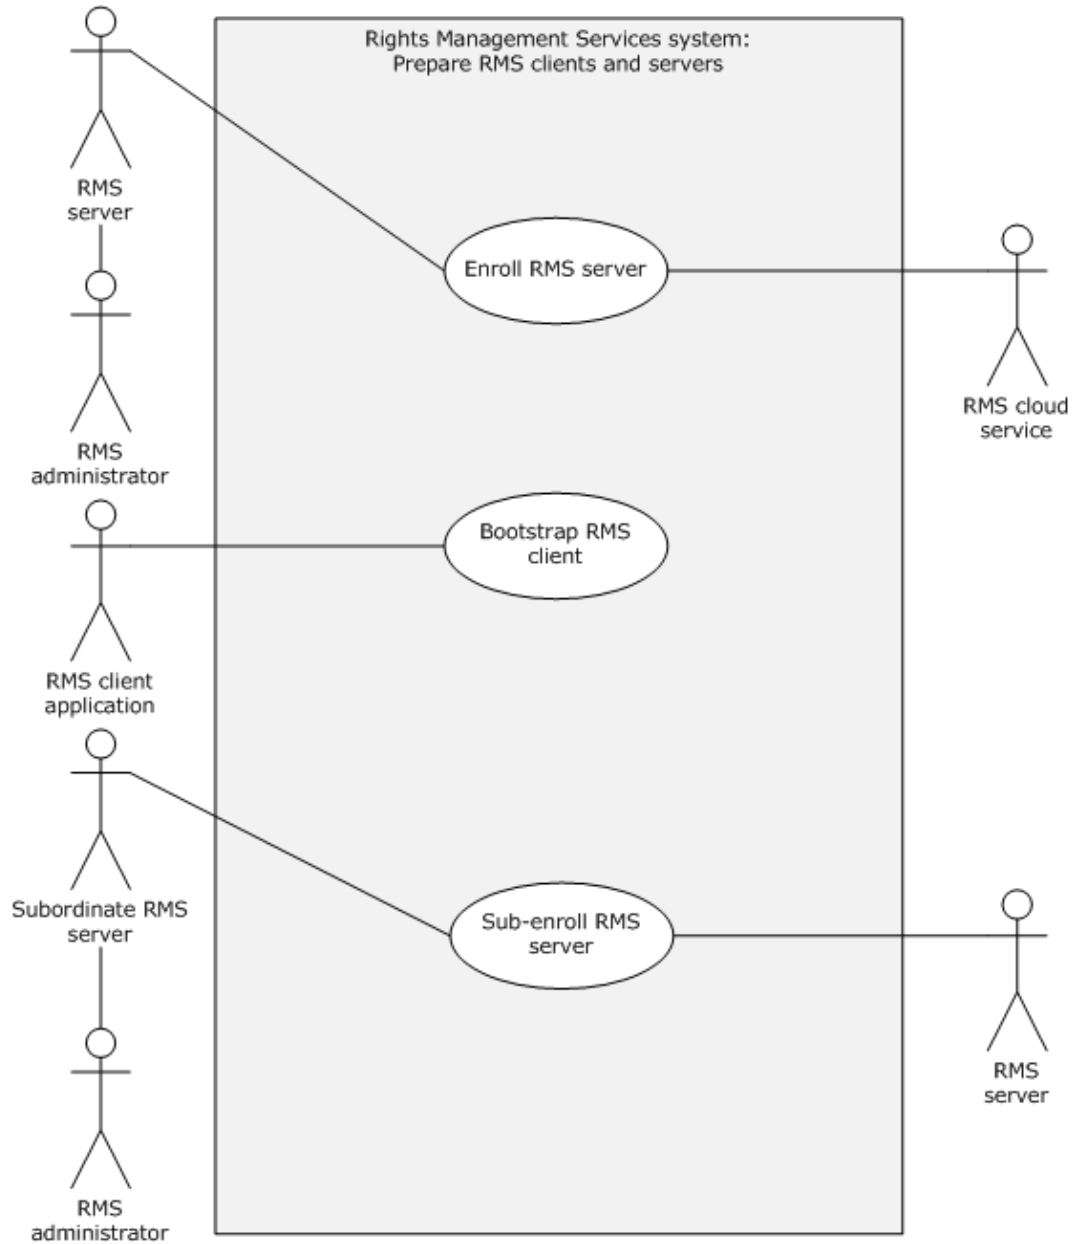 Rights Management Services system:
Prepare RMS clients and servers
RMS
server
Enroll RMS server
RMS cloud
service
RMS
administrator
Bootstrap RMS
client
RMS client
application
Subordinate RMS
server
Sub-enroll RMS
server
RMS
server
RMS
administrator